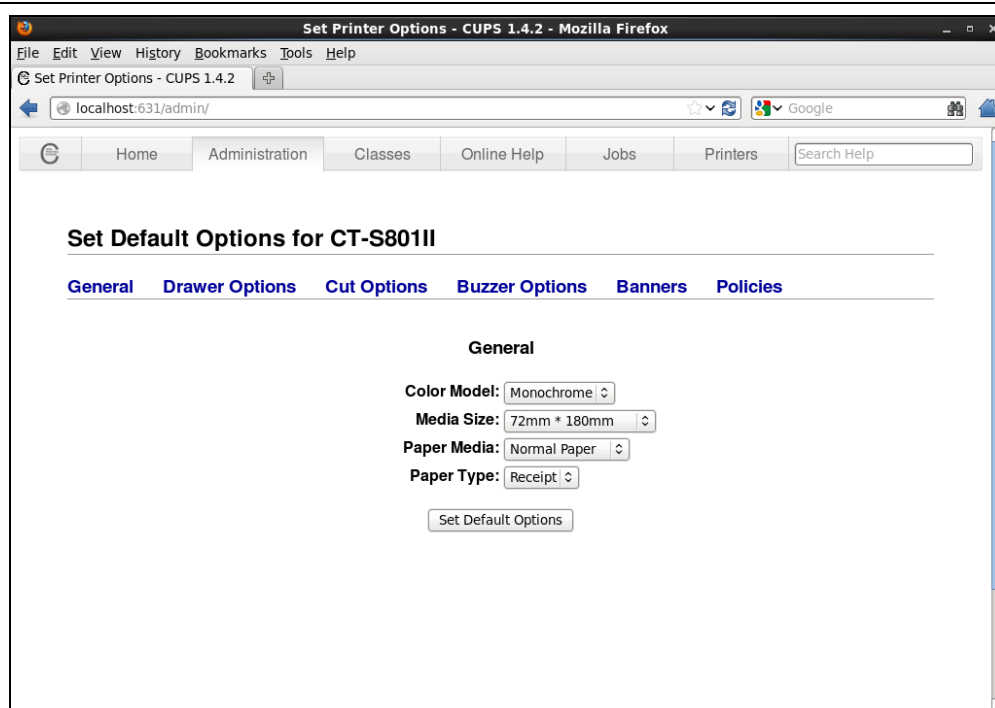 Set Printer Options - CUPS 1.4.2 - Mozilla Firefox
File Edit View History Bookmarks Tools Help
Set Printer Options - CUPS 1.4.2
localhost:631/admin/ Google
Home Administration Classes Online Help Jobs Printers Search Help
Set Default Options for CT-S801II
General Drawer Options Cut Options Buzzer Options Banners Policies
General
Color Model: Monochrome
Media Size: 72mm * 180mm
Paper Media: Normal Paper
Paper Type: Receipt
Set Default Options